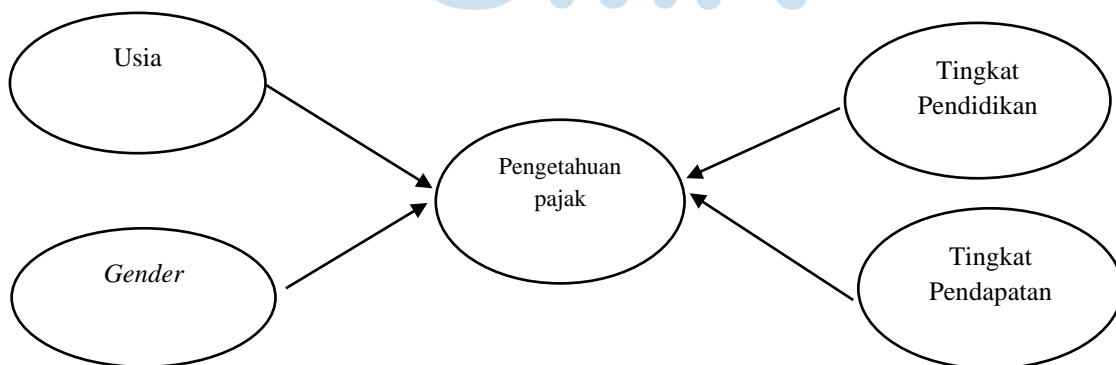 Usia
Tingkat
Pendidikan
Pengetahuan
pajak
Gender
Tingkat
Pendapatan